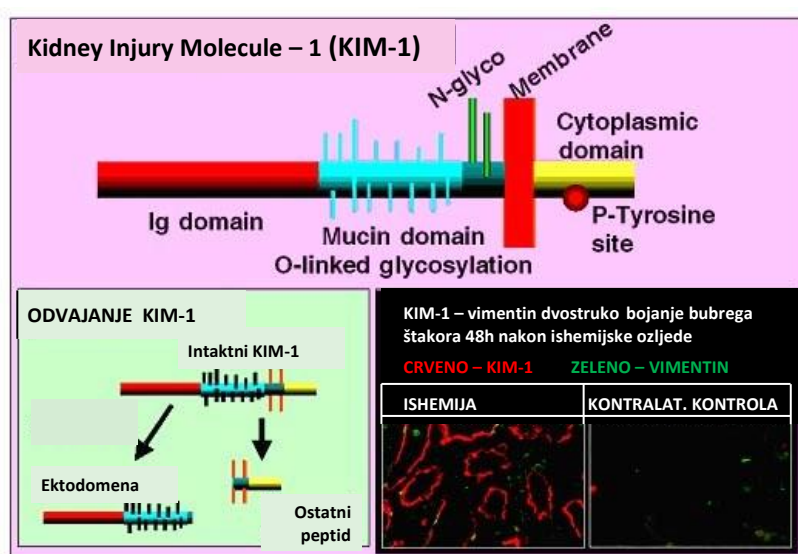 Kidney Injury Molecule – 1 (KIM-1)
N-glyco
Membrane
Cytoplasmic
domain
Ig domain
Mucin domain
O-linked glycosylation
P-Tyrosine
site
ODVAJANJE KIM-1
Intaktni KIM-1
Ektodomena
Ostatni
peptid
KIM-1 – vimentin dvostruko bojanje bubrega
štakora 48h nakon ishemijske ozljede
CRVENO – KIM-1 ZELENO – VIMENTIN
ISHEMIJA KONTRALAT. KONTROLA